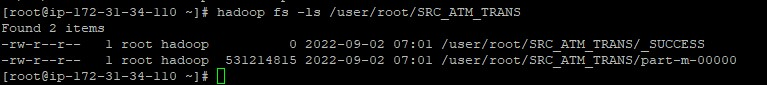 [root@ip-172-31-34-110 ~]# hadoop fs -ls /user/root/SRC_ATM_TRANS
Found 2 items
-rw-r--r--   1 root hadoop          0 2022-09-02 07:01 /user/root/SRC_ATM_TRANS/_SUCCESS
-rw-r--r--   1 root hadoop  531214815 2022-09-02 07:01 /user/root/SRC_ATM_TRANS/part-m-00000
[root@ip-172-31-34-110 ~]#